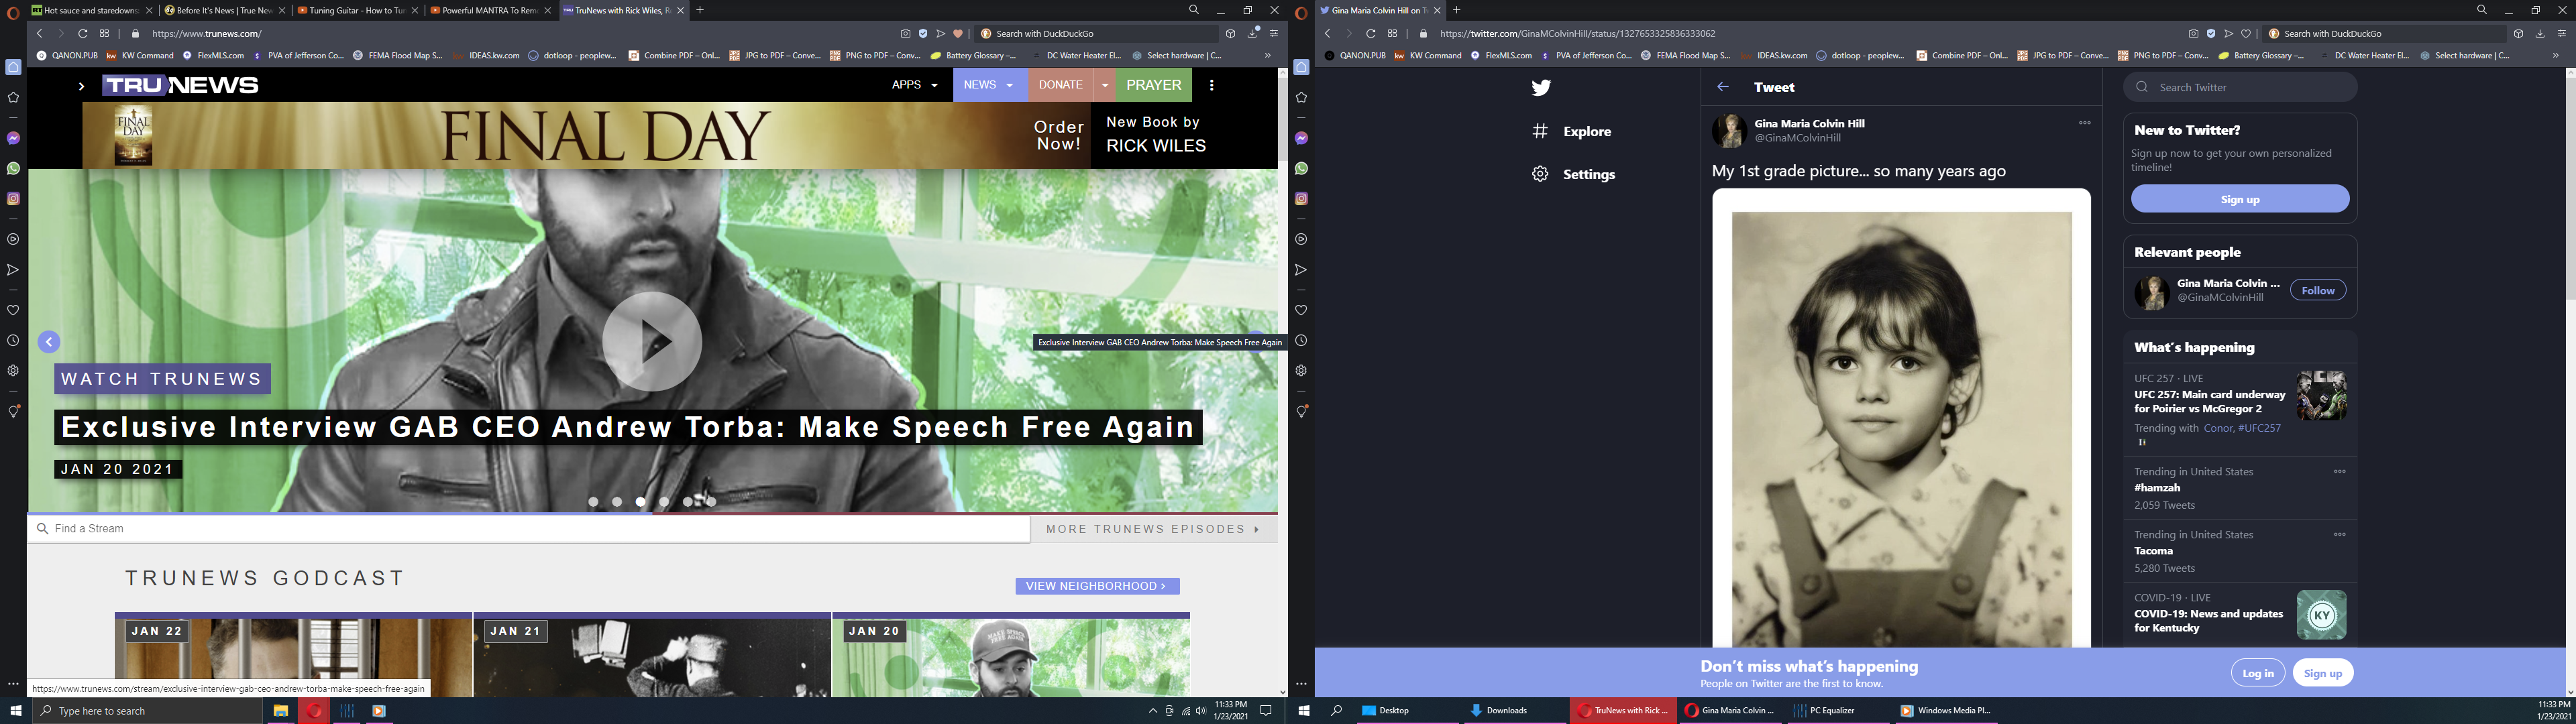 Hot sauce and staredowns
Before It's News | True New
Tuning Guitar - How to Tun
Powerful MANTRA To Rem
TruNews with Rick Wiles, R
https://www.trunews.com/
Search with DuckDuckGo
QANON.PUB
KW Command
FlexMLS.com
PVA of Jefferson Co...
FEMA Flood Map S...
IDEAS.kw.com
dotloop - peoplew...
Combine PDF – Onl...
JPG to PDF – Conve...
PNG to PDF – Conv...
Battery Glossary –...
DC Water Heater El...
Select hardware | C...
»
TRUNEWS
APPS
NEWS
DONATE
PRAYER
FINAL DAY
FINAL DAY
Order
Now!
New Book by
RICK WILES
Exclusive Interview GAB CEO Andrew Torba: Make Speech Free Again
WATCH TRUNEWS
Exclusive Interview GAB CEO Andrew Torba: Make Speech Free Again
JAN 20 2021
Find a Stream
MORE TRUNEWS EPISODES
TRUNEWS GODCAST
VIEW NEIGHBORHOOD >
JAN 22
JAN 21
JAN 20
MAKE SPEECH
FREE AGAIN
https://www.trunews.com/stream/exclusive-interview-gab-ceo-andrew-torba-make-speech-free-again
Type here to search
11:33 PM
1/23/2021
Gina Maria Colvin Hill on T
https://twitter.com/GinaMColvinHill/status/1327653325836333062
Search with DuckDuckGo
QANON.PUB
KW Command
FlexMLS.com
PVA of Jefferson Co...
FEMA Flood Map S...
IDEAS.kw.com
dotloop - peoplew...
Combine PDF – Onl...
JPG to PDF – Conve...
PNG to PDF – Conv...
Battery Glossary –...
DC Water Heater El...
Select hardware | C...
»
Explore
Settings
Tweet
Gina Maria Colvin Hill
@GinaMColvinHill
My 1st grade picture... so many years ago
Search Twitter
New to Twitter?
Sign up now to get your own personalized
timeline!
Sign up
Relevant people
Gina Maria Colvin ...
@GinaMColvinHill
Follow
What's happening
UFC 257 · LIVE
UFC 257: Main card underway
for Poirier vs McGregor 2
Trending with Conor, #UFC257
Trending in United States
#hamzah
2,059 Tweets
Trending in United States
Tacoma
5,280 Tweets
COVID-19 · LIVE
COVID-19: News and updates
for Kentucky
KY
Don't miss what's happening
People on Twitter are the first to know.
Log in
Sign up
Desktop
Downloads
TruNews with Rick ...
Gina Maria Colvin ...
PC Equalizer
Windows Media Pl...
11:33 PM
1/23/2021